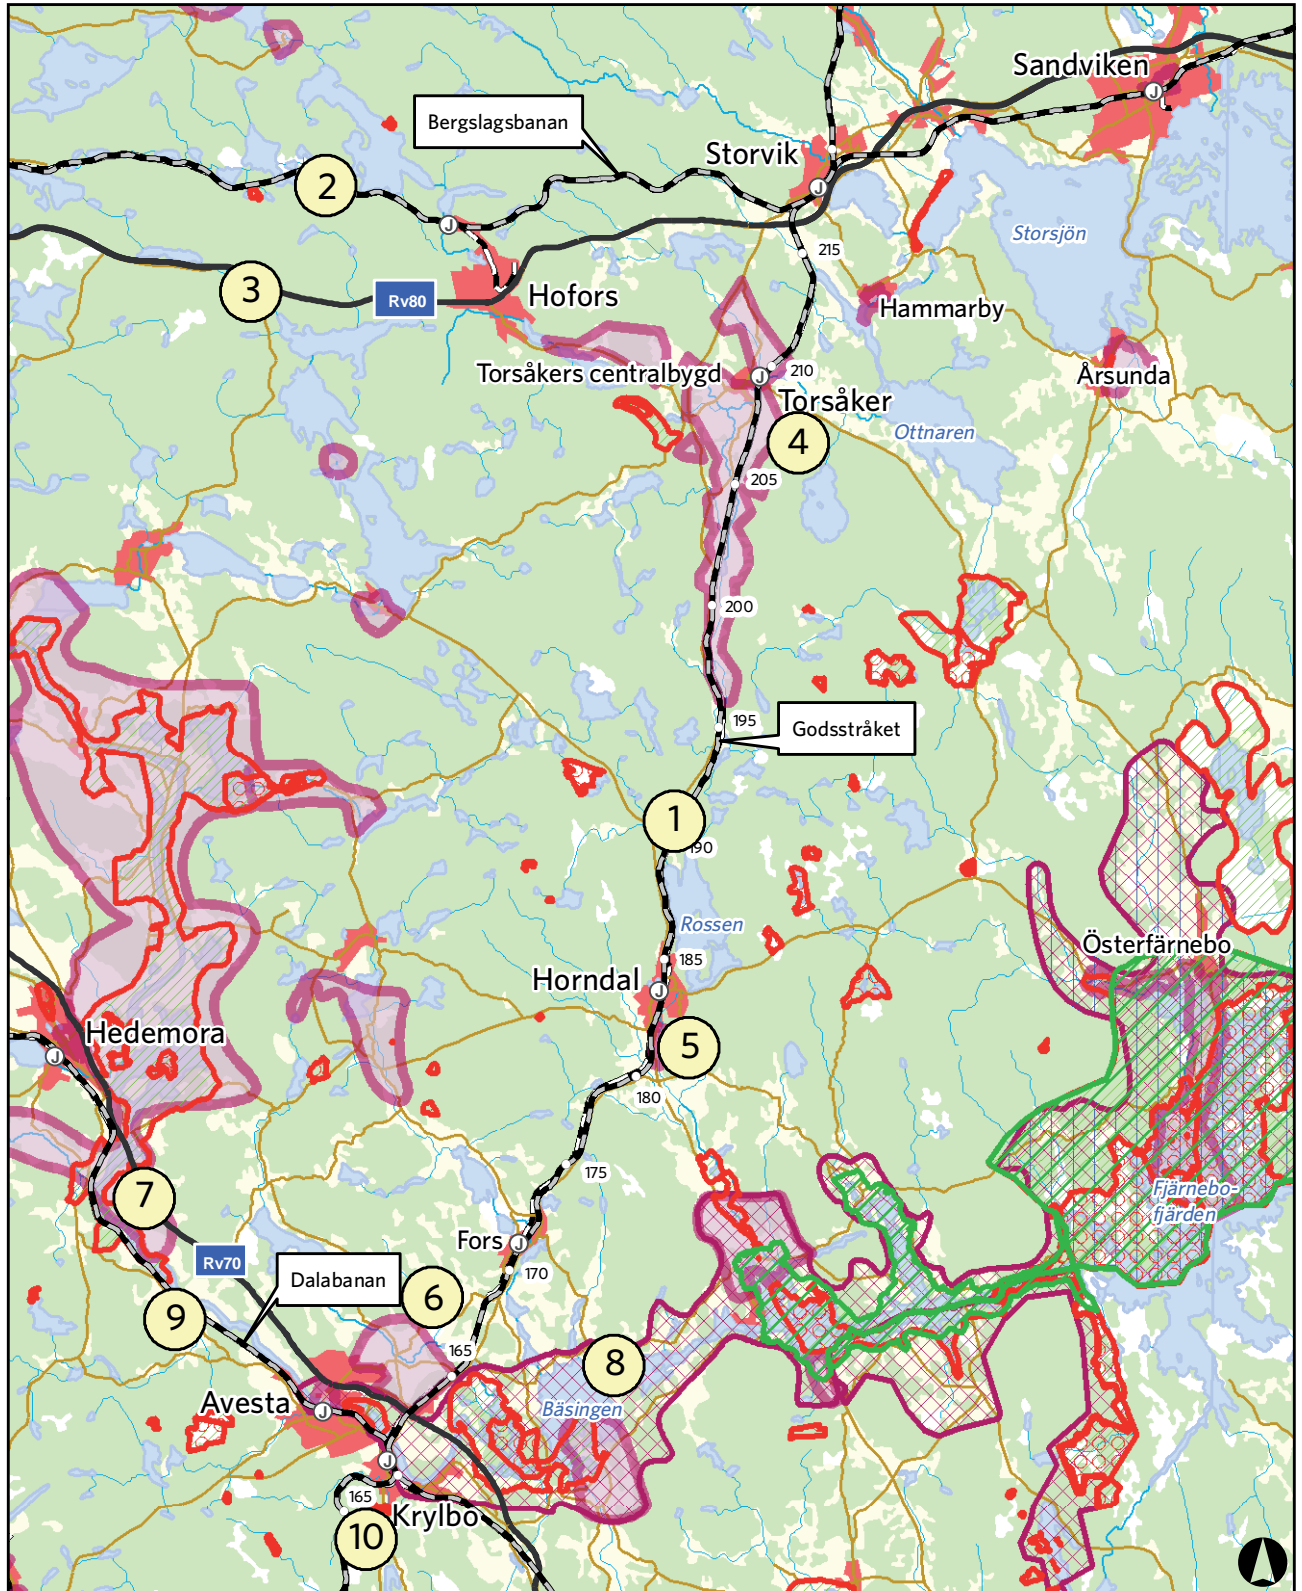 Sandviken
Bergslagsbanan
Storvik
J
J
2
J
Storsjön
215
3
Rv80
Hofors
Hammarby
Torsåkers centralbygd
J
210
Årsunda
Torsåker
Ottnaren
4
205
200
195
Godsstråket
1
190
Rossen
Österfärnebo
185
Horndal
J
Hedemora
J
5
180
175
7
Fjärnebo-
fjärden
Fors
J
Rv70
170
Dalabanan
6
9
165
8
Avesta
J
Bäsingen
J
165
Krylbo
10